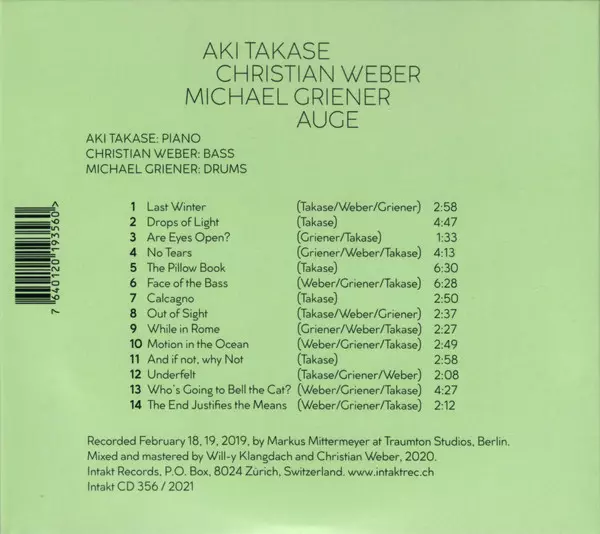 AKI TAKASE
CHRISTIAN WEBER
MICHAEL GRIENER
AUGE
AKI TAKASE: PIANO
CHRISTIAN WEBER: BASS
MICHAEL GRIENER: DRUMS
1 Last Winter (Takase/Weber/Griener) 2:58
2 Drops of Light (Takase) 4:47
3 Are Eyes Open? (Griener/Takase) 1:33
4 No Tears (Griener/Weber/Takase) 4:13
5 The Pillow Book (Takase) 6:30
6 Face of the Bass (Weber/Griener/Takase) 6:28
7 Calcagno (Takase) 2:50
8 Out of Sight (Takase/Weber/Griener) 2:37
9 While in Rome (Griener/Weber/Takase) 2:27
10 Motion in the Ocean (Weber/Griener/Takase) 2:49
11 And if not, why Not (Takase) 2:58
12 Underfelt (Takase/Griener/Weber) 2:08
13 Who's Going to Bell the Cat? (Weber/Griener/Takase) 4:27
14 The End Justifies the Means (Weber/Griener/Takase) 2:12
7 640120 193560 >
Recorded February 18, 19, 2019, by Markus Mittermeyer at Traumton Studios, Berlin.
Mixed and mastered by Will-y Klangdach and Christian Weber, 2020.
Intakt Records, P.O. Box, 8024 Zürich, Switzerland. www.intaktrec.ch
Intakt CD 356 / 2021